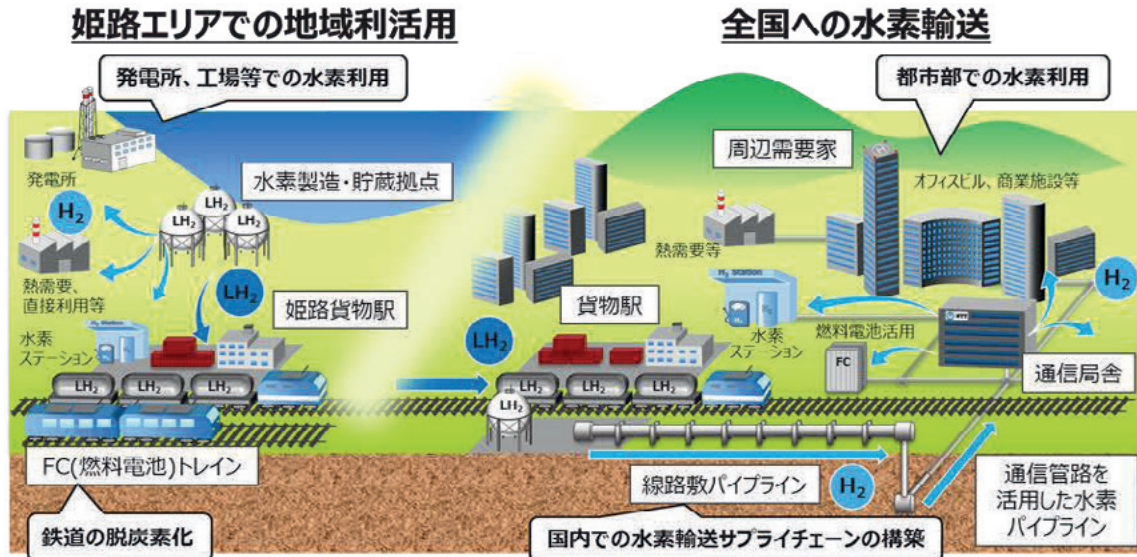 姫路エリアでの地域利活用
全国への水素輸送
発電所、工場等での水素利用
都市部での水素利用
周辺需要家
オフィスビル、商業施設等
発電所
水素製造・貯蔵拠点
H₂
LH₂
LH₂
LH₂
熱需要等
熱需要、
直接利用等
LH₂
姫路貨物駅
貨物駅
H₂ Station
H₂
水素
ステーション
H₂ Station
LH₂
水素
ステーション
燃料電池活用
NTT
FC
通信局舎
LH₂
LH₂
LH₂
LH₂
LH₂
LH₂
LH₂
FC(燃料電池)トレイン
線路敷パイプライン
H₂
通信管路を
活用した水素
パイプライン
鉄道の脱炭素化
国内での水素輸送サプライチェーンの構築